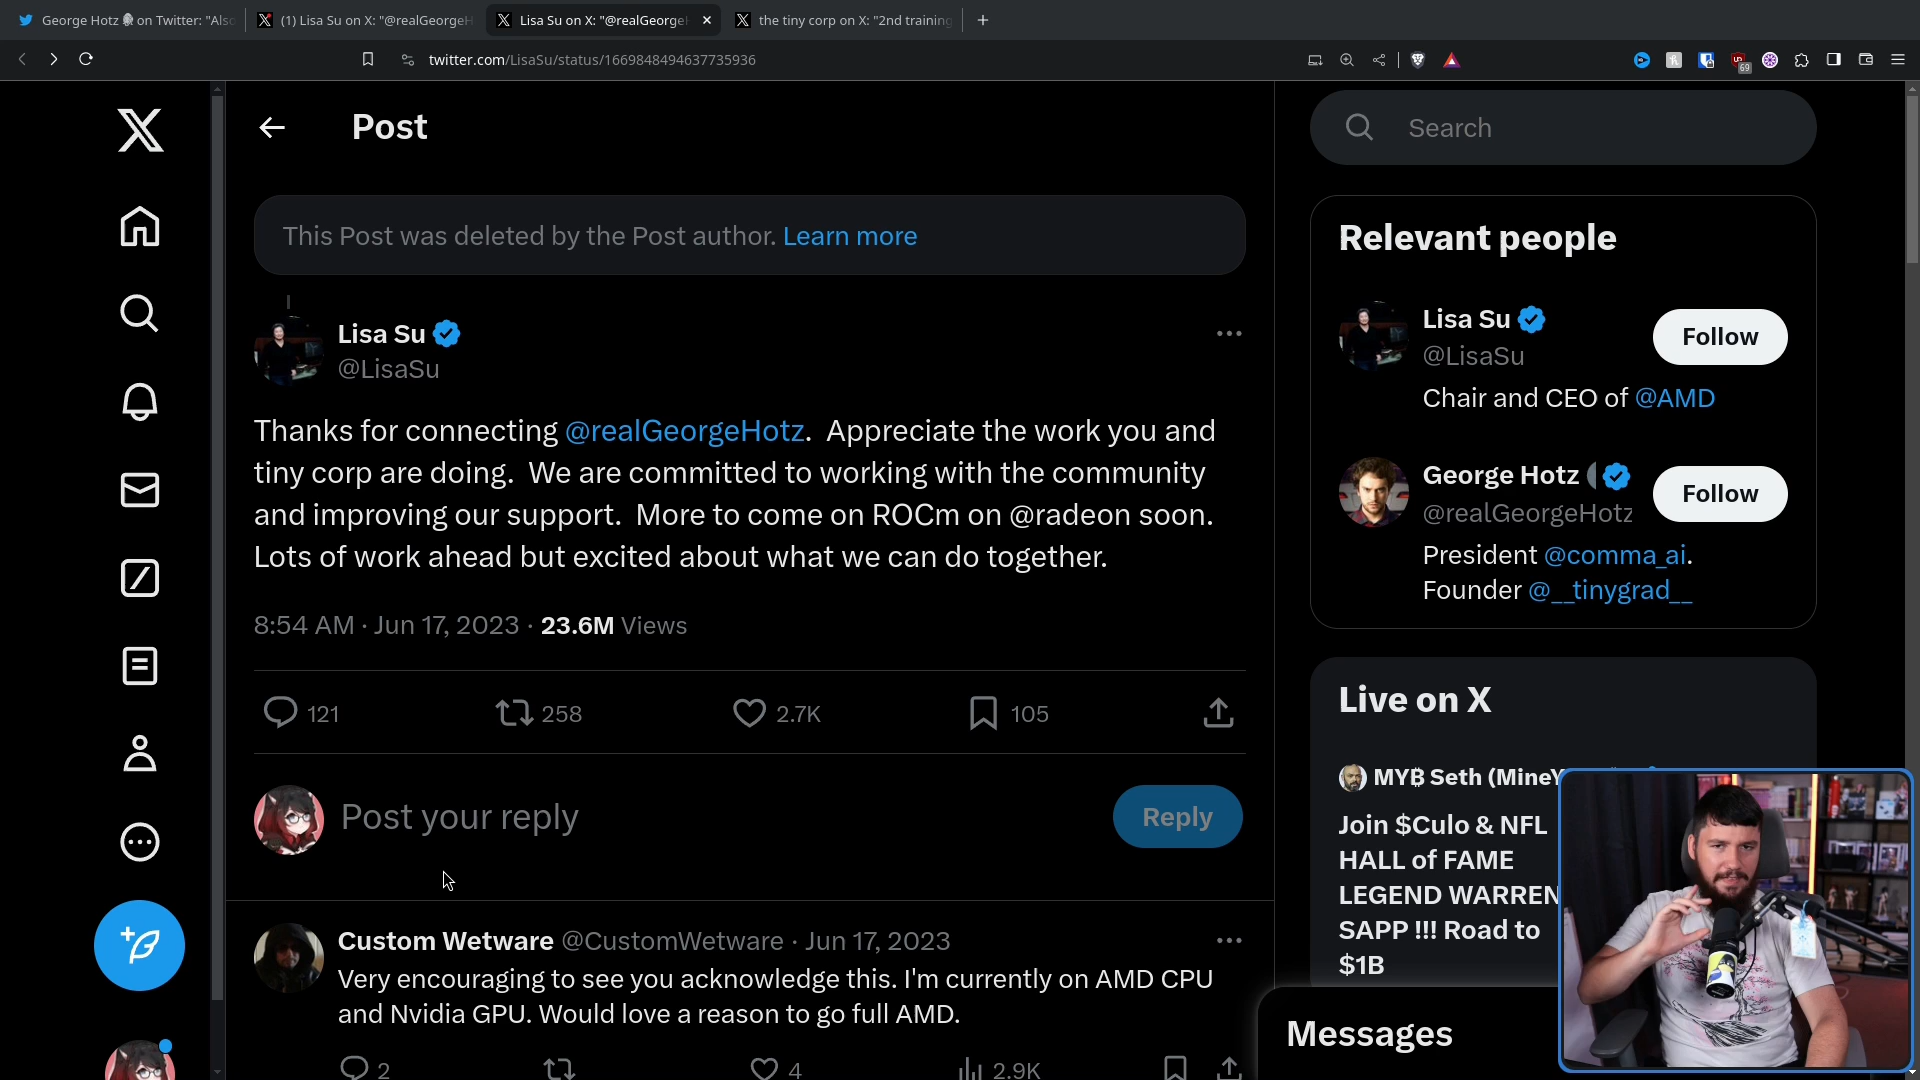 George Hotz on Twitter: "Also
(1) Lisa Su on X: "@realGeorgeH
Lisa Su on X: "@realGeorgeH
the tiny corp on X: "2nd training
twitter.com/LisaSu/status/1669848494637735936
69
Post
Search
This Post was deleted by the Post author. Learn more
Relevant people
Lisa Su
@LisaSu
Follow
Chair and CEO of @AMD
George Hotz
@realGeorgeHotz
Follow
President @comma_ai.
Founder @__tinygrad__
Lisa Su
@LisaSu
Thanks for connecting @realGeorgeHotz.  Appreciate the work you and
tiny corp are doing.  We are committed to working with the community
and improving our support.  More to come on ROCm on @radeon soon.
Lots of work ahead but excited about what we can do together.
8:54 AM · Jun 17, 2023 · 23.6M Views
121
258
2.7K
105
Post your reply
Reply
Live on X
MY₿ Seth (MineY
Join $Culo & NFL
HALL of FAME
LEGEND WARREN
SAPP !!! Road to
$1B
Custom Wetware @CustomWetware · Jun 17, 2023
Very encouraging to see you acknowledge this. I'm currently on AMD CPU
and Nvidia GPU. Would love a reason to go full AMD.
2
4
2.9K
Messages